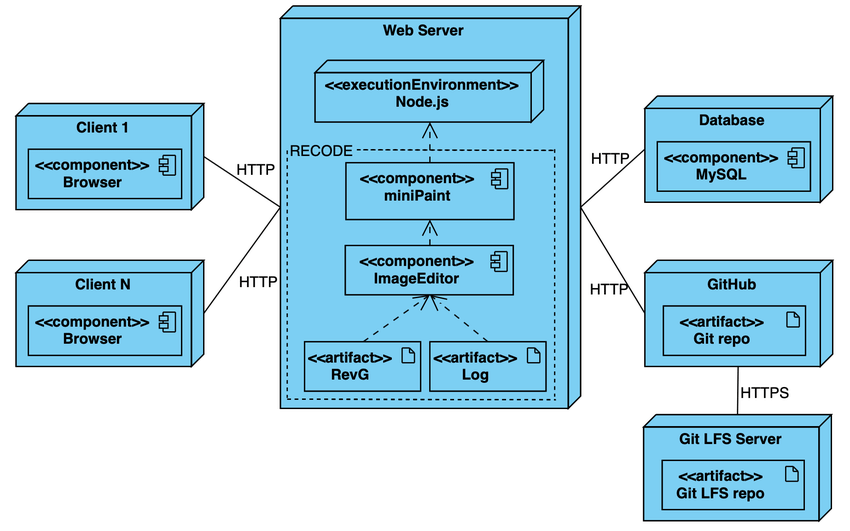 Web Server
<<executionEnvironment>>
Node.js
RECODE
<<component>>
miniPaint
<<component>>
ImageEditor
<<artifact>>
RevG
<<artifact>>
Log
Client 1
<<component>>
Browser
HTTP
Client N
<<component>>
Browser
HTTP
Database
<<component>>
MySQL
HTTP
GitHub
<<artifact>>
Git repo
HTTP
HTTPS
Git LFS Server
<<artifact>>
Git LFS repo